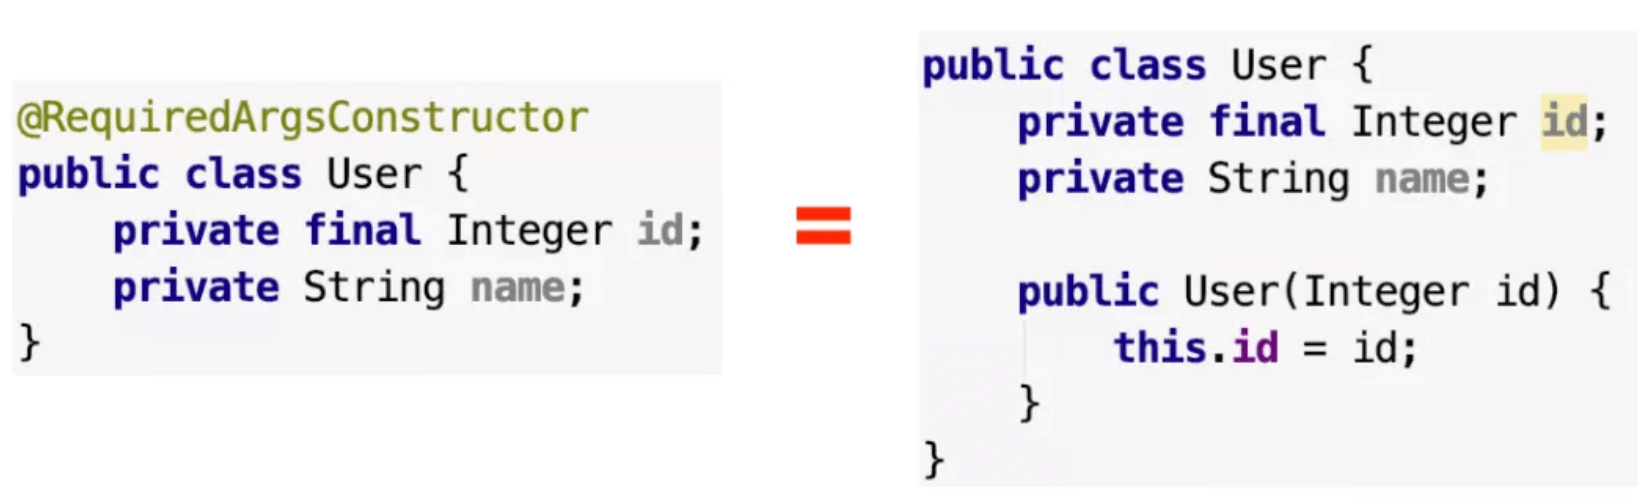 @RequiredArgsConstructor
public class User {
    private final Integer id;
    private String name;
}
=
public class User {
    private final Integer id;
    private String name;

    public User(Integer id) {
        this.id = id;
    }
}